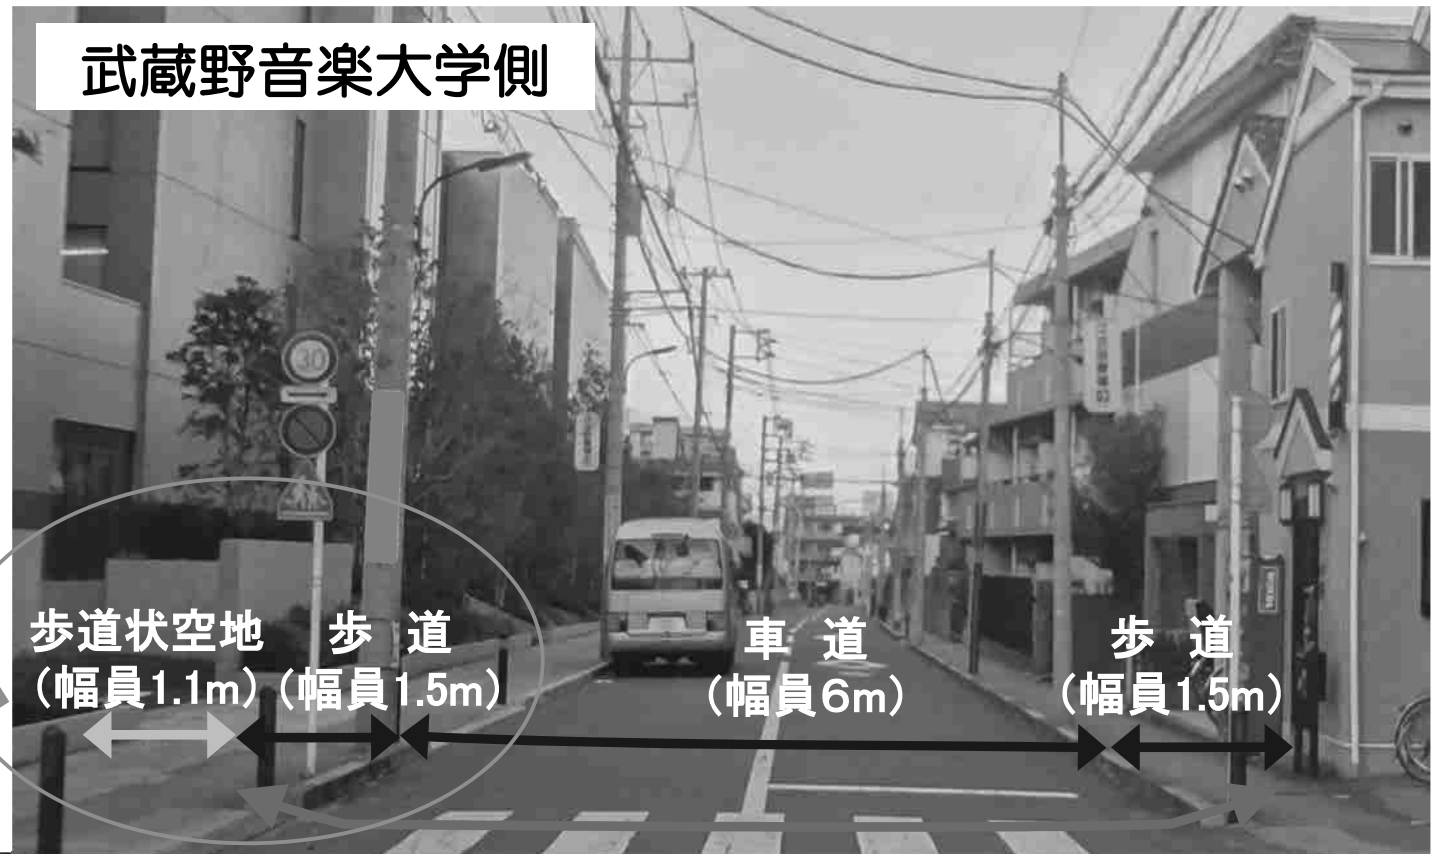 武蔵野音楽大学側
30
歩道状空地
(幅員1.1m)
歩 道
(幅員1.5m)
車 道
(幅員6m)
歩 道
(幅員1.5m)